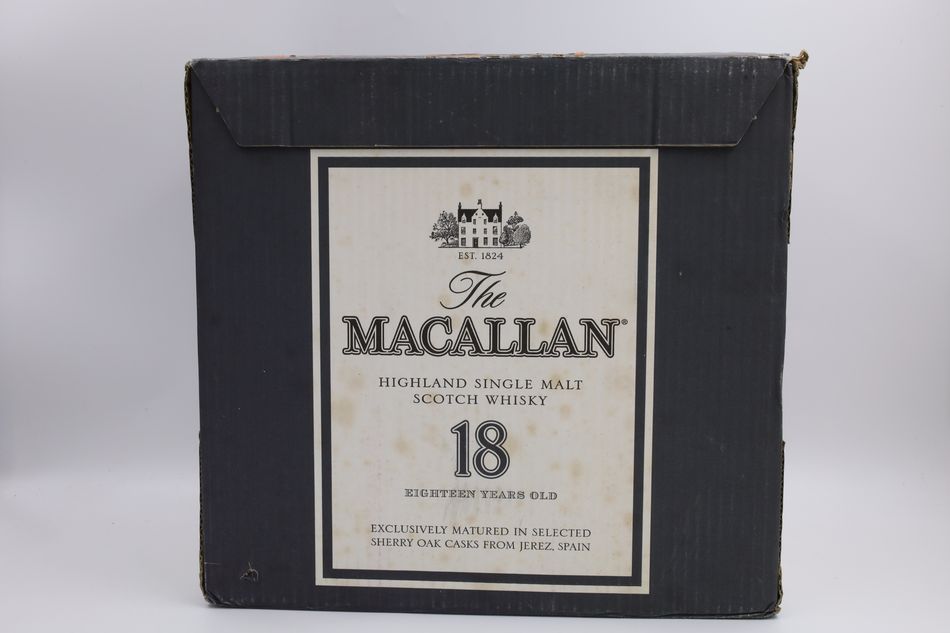 EST. 1824
The
MACALLAN®
HIGHLAND SINGLE MALT
SCOTCH WHISKY
18
EIGHTEEN YEARS OLD
EXCLUSIVELY MATURED IN SELECTED
SHERRY OAK CASKS FROM JEREZ, SPAIN